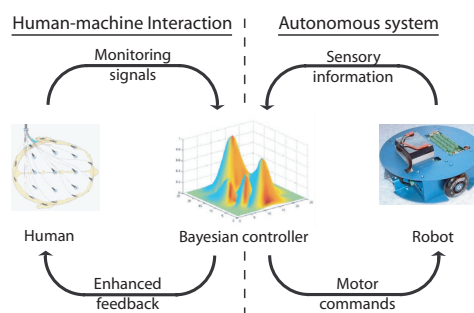 Human-machine Interaction
Autonomous system
Monitoring
signals
Sensory
information
Human
Bayesian controller
Robot
Enhanced
feedback
Motor
commands